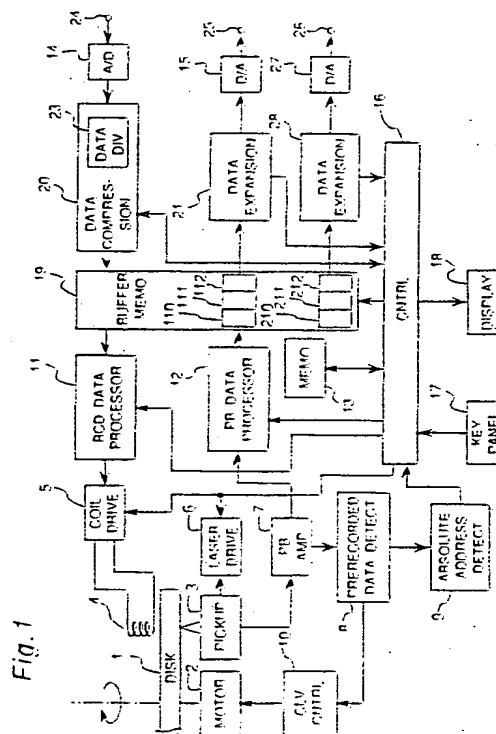 Fig. 1
24
14
A/D
23
DATA DIV
20
DATA COMPRES-SION
19
BUFFER MEMO
110
111
112
210
211
212
11
RCD DATA PROCESSOR
5
COIL DRIVE
4
25
15
D/A
26
27
D/A
21
DATA EXPANSION
28
DATA EXPANSION
12
PB DATA PROCESSOR
MEMO
13
16
CNTRL
6
LASER DRIVE
3
PICKUP
1
DISK
2
MOTOR
7
PB AMP
10
CLV CNTRL
8
PRERECORDED DATA DETECT
9
ABSOLUTE ADDRESS DETECT
17
KEY PANEL
18
DISPLAY